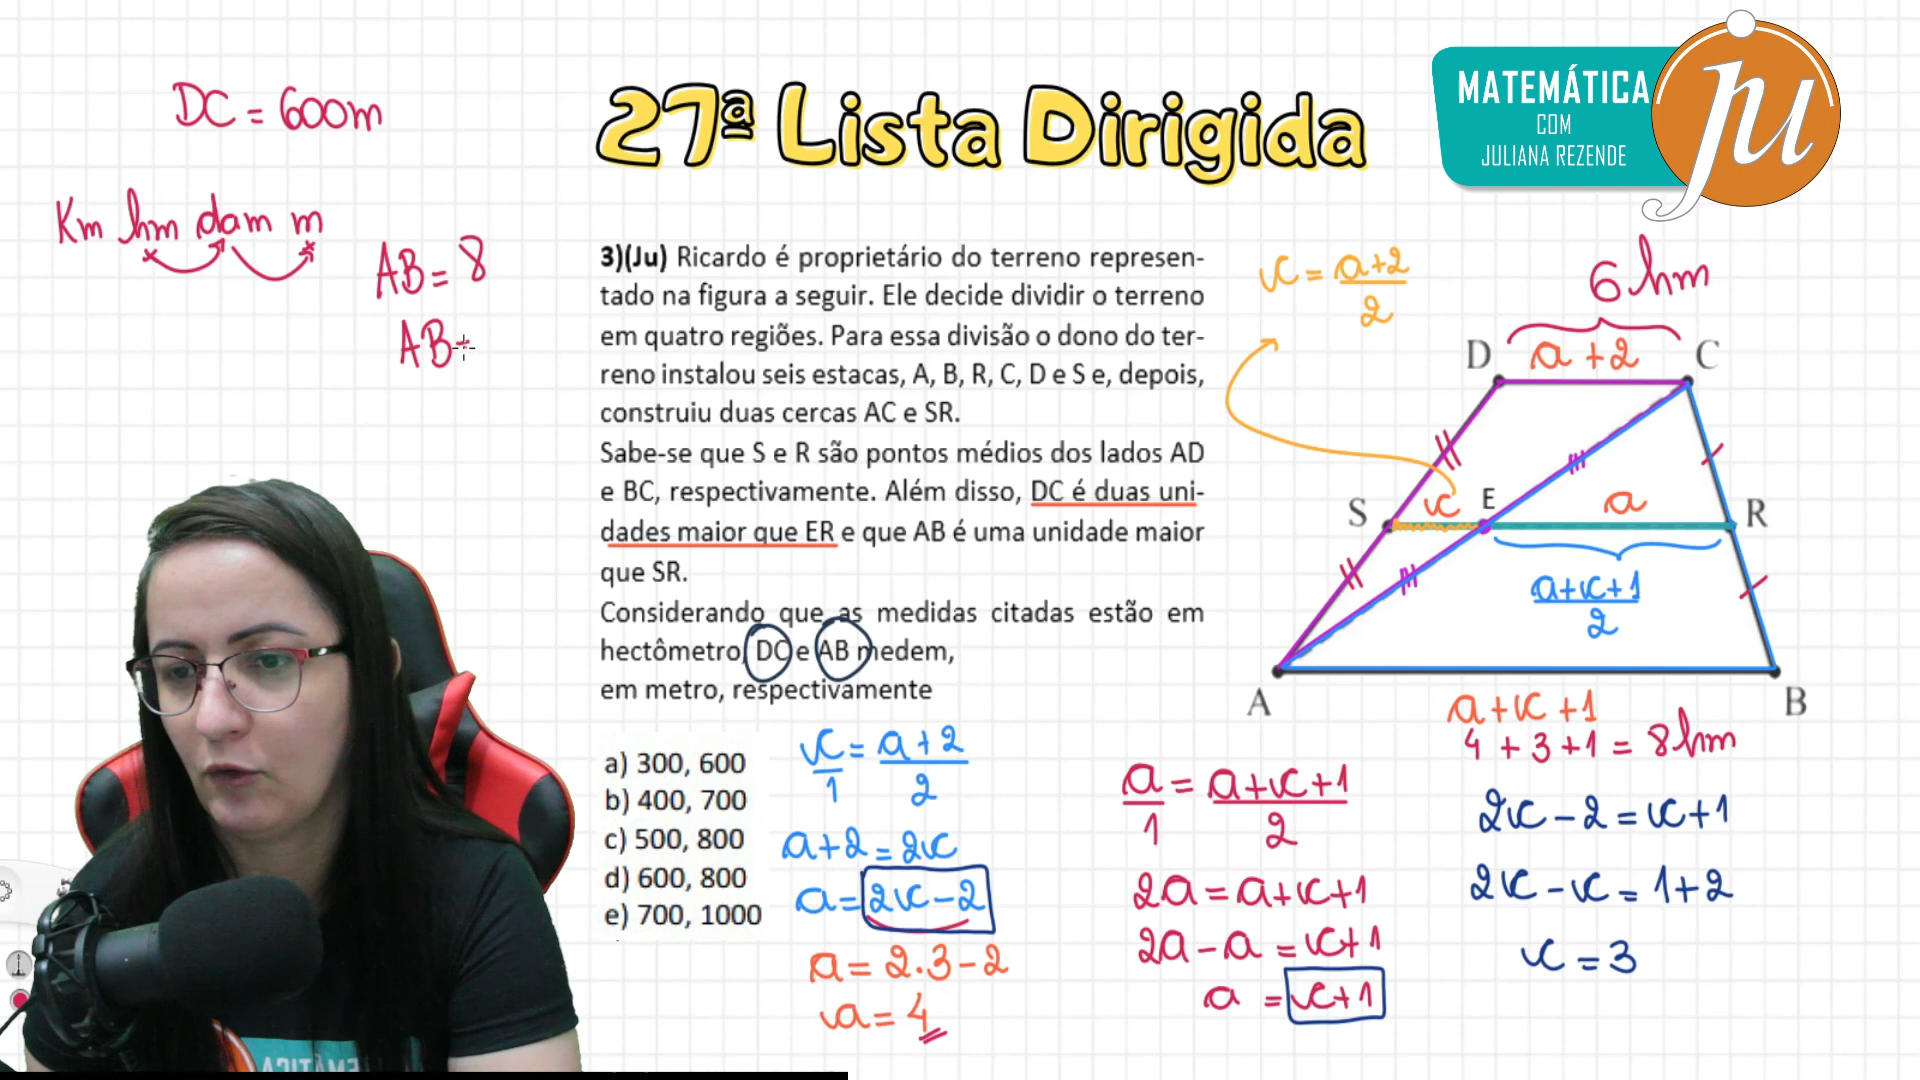 DC = 600m
Km hm dam m
AB = 8
AB=
27ª Lista Dirigida
MATEMÁTICA
COM
JULIANA REZENDE
ju
3)(Ju) Ricardo é proprietário do terreno represen-
tado na figura a seguir. Ele decide dividir o terreno
em quatro regiões. Para essa divisão o dono do ter-
reno instalou seis estacas, A, B, R, C, D e S e, depois,
construiu duas cercas AC e SR.
Sabe-se que S e R são pontos médios dos lados AD
e BC, respectivamente. Além disso, DC é duas uni-
dades maior que ER e que AB é uma unidade maior
que SR.
Considerando que as medidas citadas estão em
hectômetro, DC e AB medem,
em metro, respectivamente
a) 300, 600
b) 400, 700
c) 500, 800
d) 600, 800
e) 700, 1000
x/1 = a+2/2
a+2 = 2x
a = 2x-2
a = 2.3-2
a = 4
a/1 = a+x+1/2
2a = a+x+1
2a - a = x+1
a = x+1
x = a+2/2
6 hm
D a+2 C
S x E a R
a+x+1/2
A B
a+x+1
4 + 3 + 1 = 8hm
2x - 2 = x+1
2x - x = 1+2
x = 3